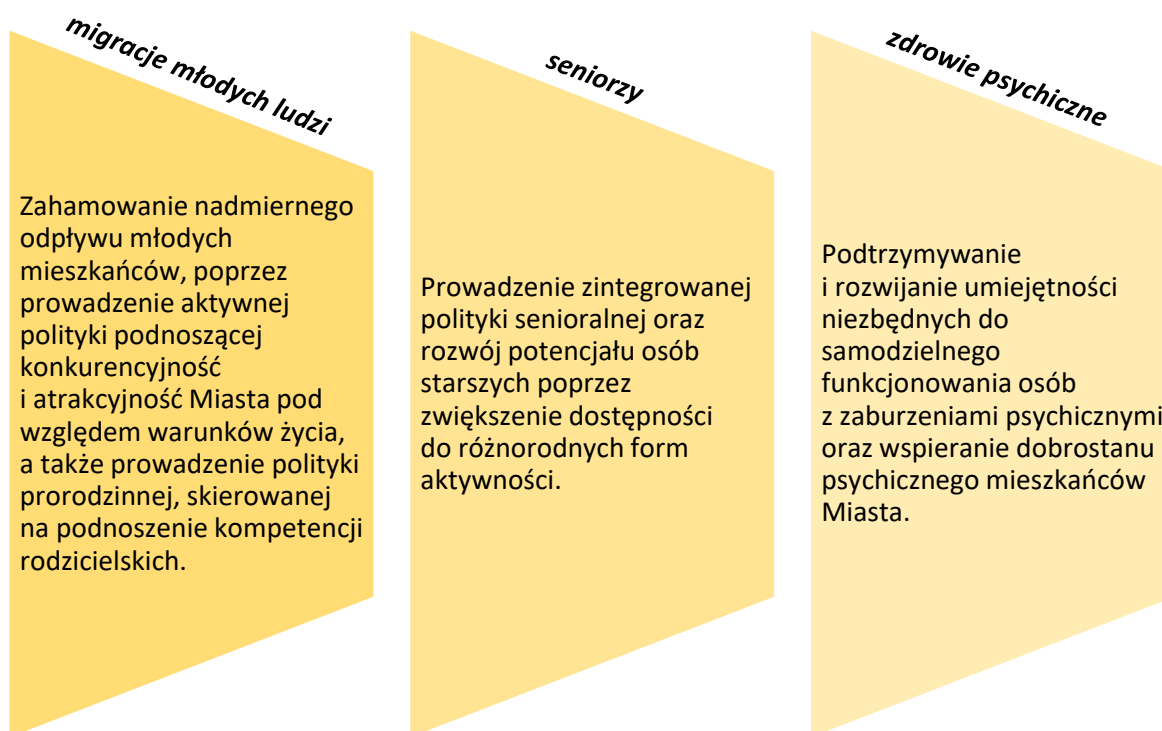 migracje młodych ludzi
Zahamowanie nadmiernego
odpływu młodych
mieszkańców, poprzez
prowadzenie aktywnej
polityki podnoszącej
konkurencyjność
i atrakcyjność Miasta pod
względem warunków życia,
a także prowadzenie polityki
prorodzinnej, skierowanej
na podnoszenie kompetencji
rodzicielskich.
seniorzy
Prowadzenie zintegrowanej
polityki senioralnej oraz
rozwój potencjału osób
starszych poprzez
zwiększenie dostępności
do różnorodnych form
aktywności.
zdrowie psychiczne
Podtrzymywanie
i rozwijanie umiejętności
niezbędnych do
samodzielnego
funkcjonowania osób
z zaburzeniami psychicznymi
oraz wspieranie dobrostanu
psychicznego mieszkańców
Miasta.